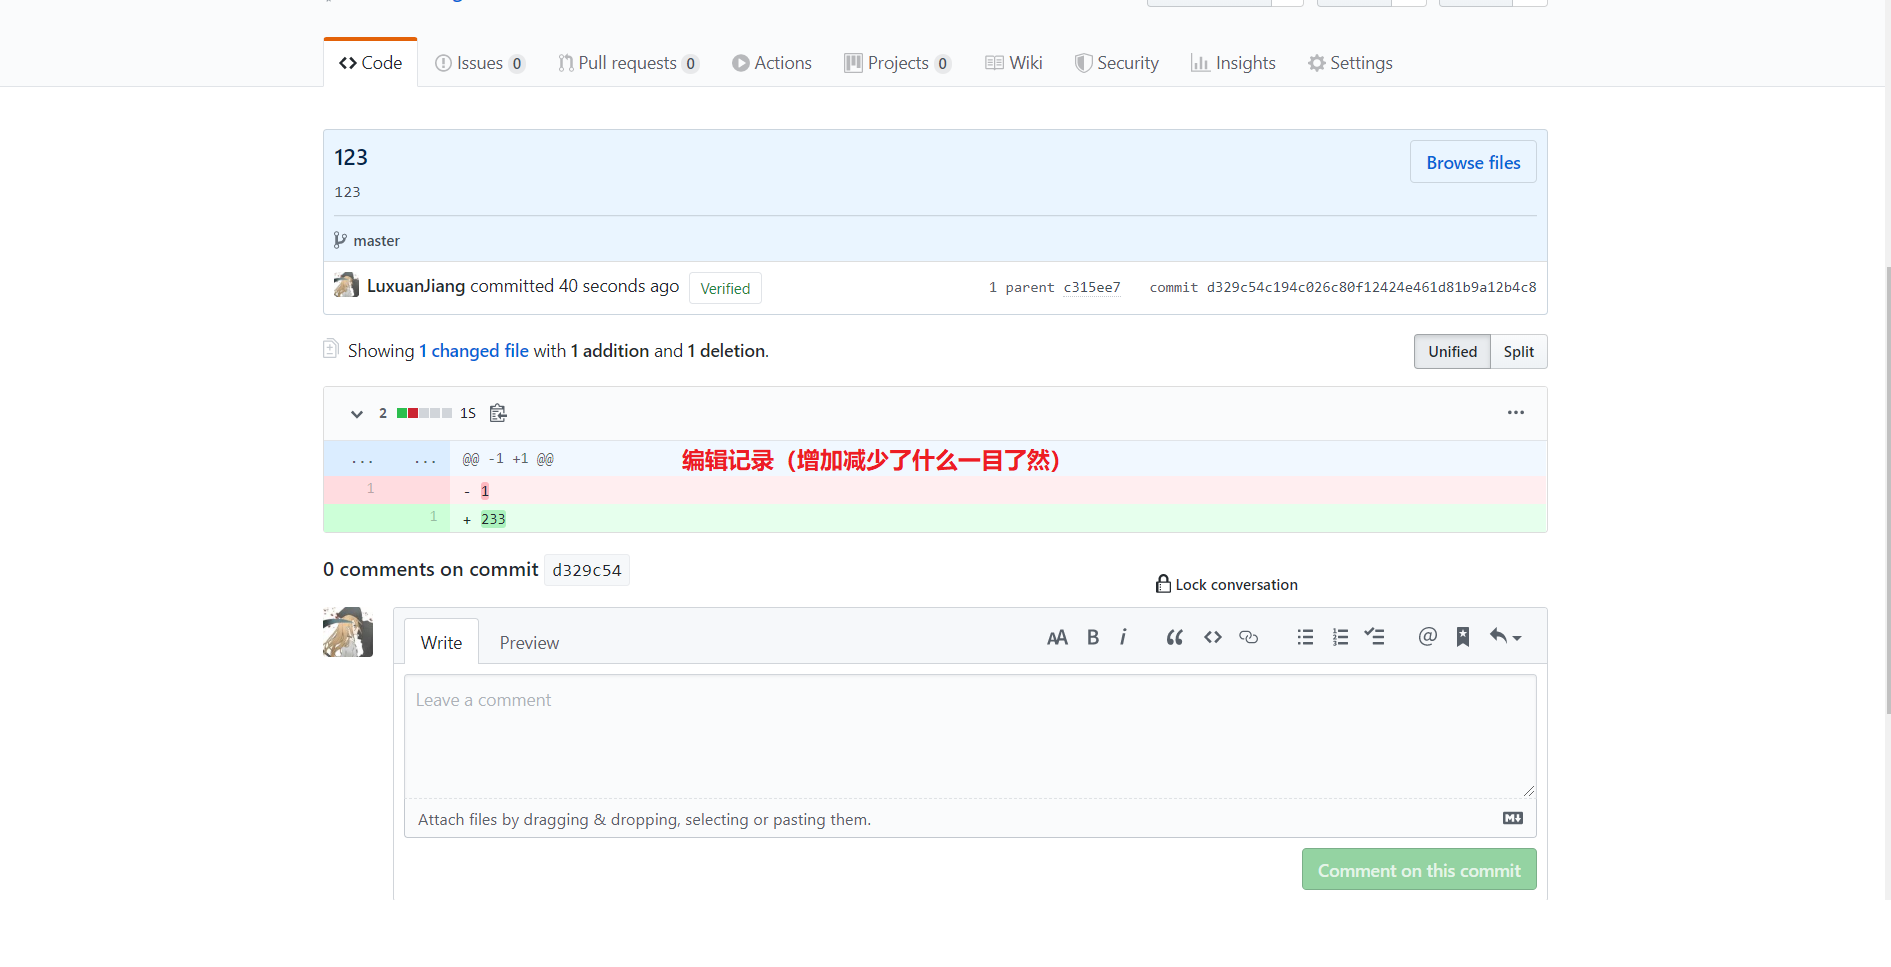 Code Issues 0 Pull requests 0 Actions Projects 0 Wiki Security Insights Settings
123
Browse files
123
master
LuxuanJiang committed 40 seconds ago Verified 1 parent c315ee7 commit d329c54c194c026c80f12424e461d81b9a12b4c8
Showing 1 changed file with 1 addition and 1 deletion.
Unified Split
2 1S
... ... @@ -1 +1 @@ 编辑记录（增加减少了什么一目了然）
1 - 1
1 + 233
0 comments on commit d329c54
Lock conversation
Write Preview
Leave a comment
Attach files by dragging & dropping, selecting or pasting them.
Comment on this commit